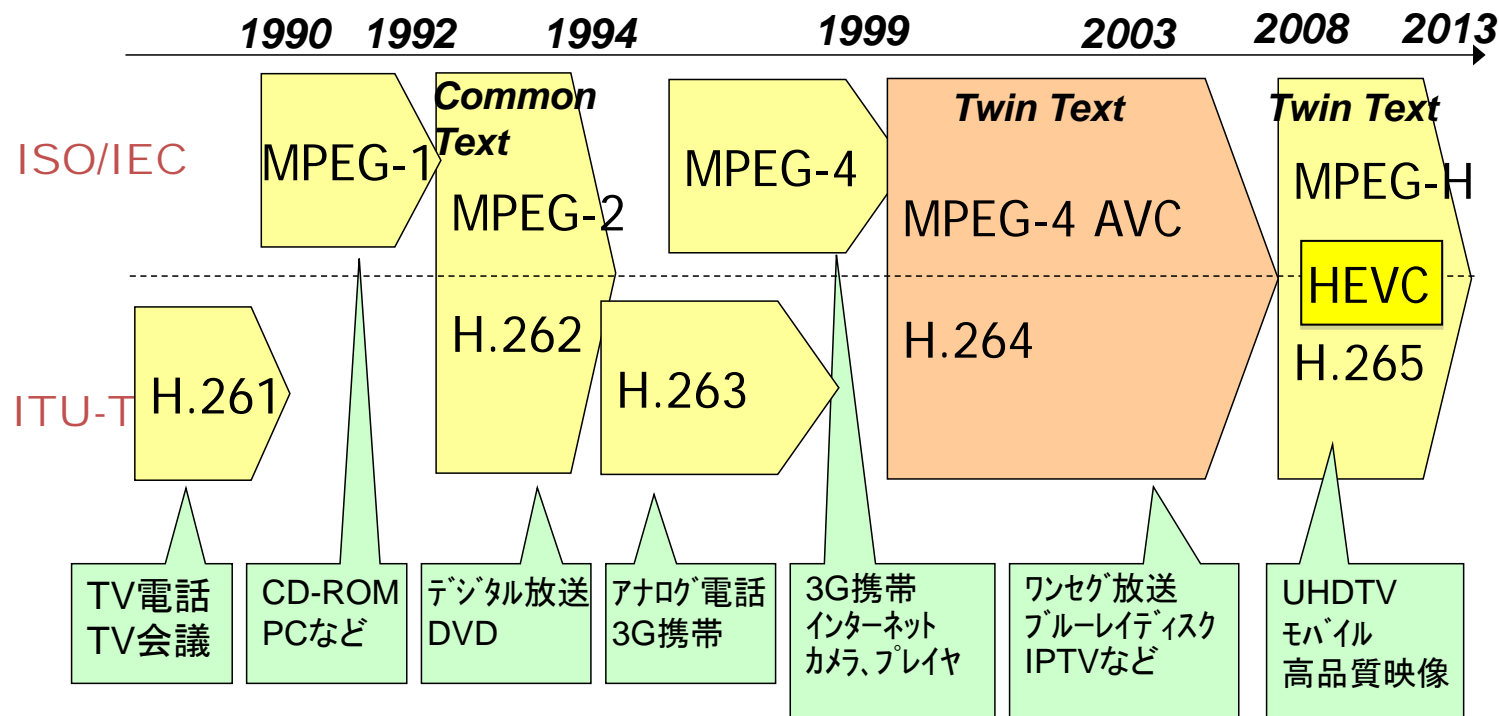 1990 1992 1994 1999 2003 2008 2013
ISO/IEC
MPEG-1
Common
Text
MPEG-2
MPEG-4
Twin Text
MPEG-4 AVC
Twin Text
MPEG-H
HEVC
ITU-T
H.261
H.262
H.263
H.264
H.265
TV電話
TV会議
CD-ROM
PCなど
ﾃﾞｼﾞﾀﾙ放送
DVD
ｱﾅﾛｸﾞ電話
3G携帯
3G携帯
ｲﾝﾀｰﾈｯﾄ
ｶﾒﾗ､ﾌﾟﾚｲﾔ
ﾜﾝｾｸﾞ放送
ﾌﾞﾙｰﾚｲﾃﾞｨｽｸ
IPTVなど
UHDTV
ﾓﾊﾞｲﾙ
高品質映像